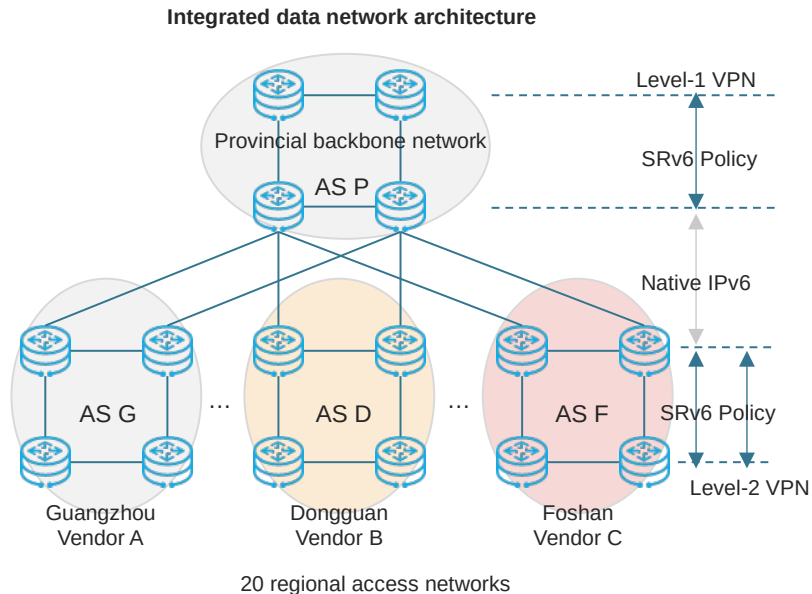 Integrated data network architecture
Level-1 VPN
Provincial backbone network
SRv6 Policy
AS P
Native IPv6
AS G
…
AS D
…
AS F
SRv6 Policy
Level-2 VPN
Guangzhou
Vendor A
Dongguan
Vendor B
Foshan
Vendor C
20 regional access networks